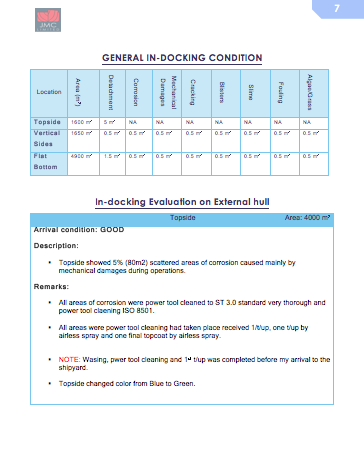 7
JMC
GENERAL IN-DOCKING CONDITION
Location Area (m²) Detachment Corrosion Mechanical Damages Cracking Blisters Slime Fouling Algae/Grass
Topside 1600 m² 5 m² NA NA NA NA NA NA NA
Vertical Sides 1650 m² 0.5 m² 0.5 m² 0.5 m² 0.5 m² 0.5 m² 0.5 m² 0.5 m² 0.5 m²
Flat Bottom 4900 m² 1.5 m² 0.5 m² 0.5 m² 0.5 m² 0.5 m² 0.5 m² 0.5 m² 0.5 m²
In-docking Evaluation on External hull
Topside Area: 4000 m²
Arrival condition: GOOD
Description:
• Topside showed 5% (80m2) scattered areas of corrosion caused mainly by
mechanical damages during operations.
Remarks:
• All areas of corrosion were power tool cleaned to ST 3.0 standard very thorough and
power tool claening ISO 8501.
• All areas were power tool cleaning had taken place received 1/t/up, one t/up by
airless spray and one final topcoat by airless spray.
• NOTE: Wasing, pwer tool cleaning and 1st t/up was completed before my arrival to the
shipyard.
• Topside changed color from Blue to Green.